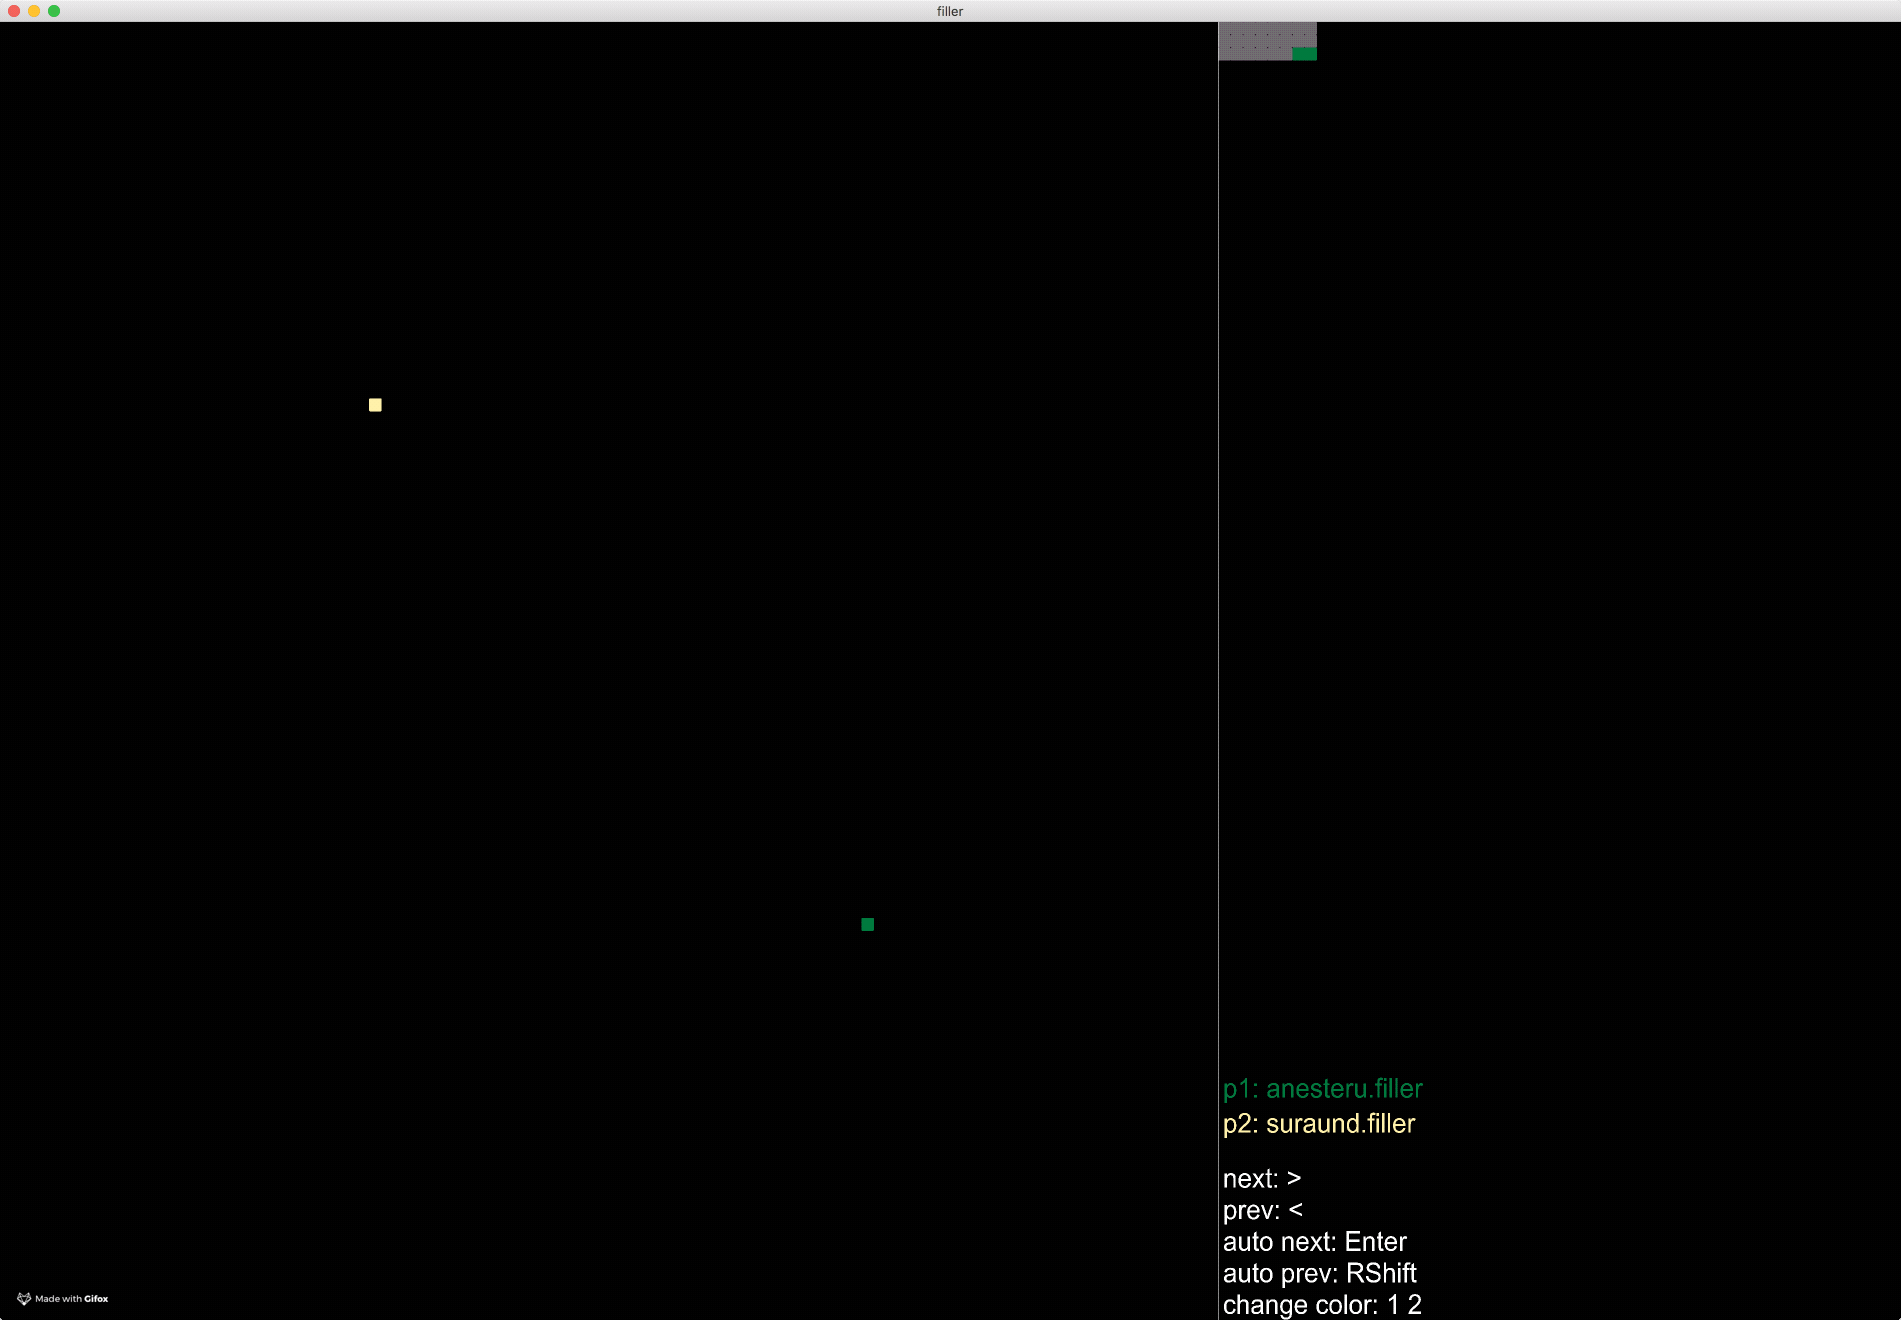 filler
p1: anesteru.filler
p2: suraund.filler
next: >
prev: <
auto next: Enter
auto prev: RShift
change color: 1 2
Made with Gifox